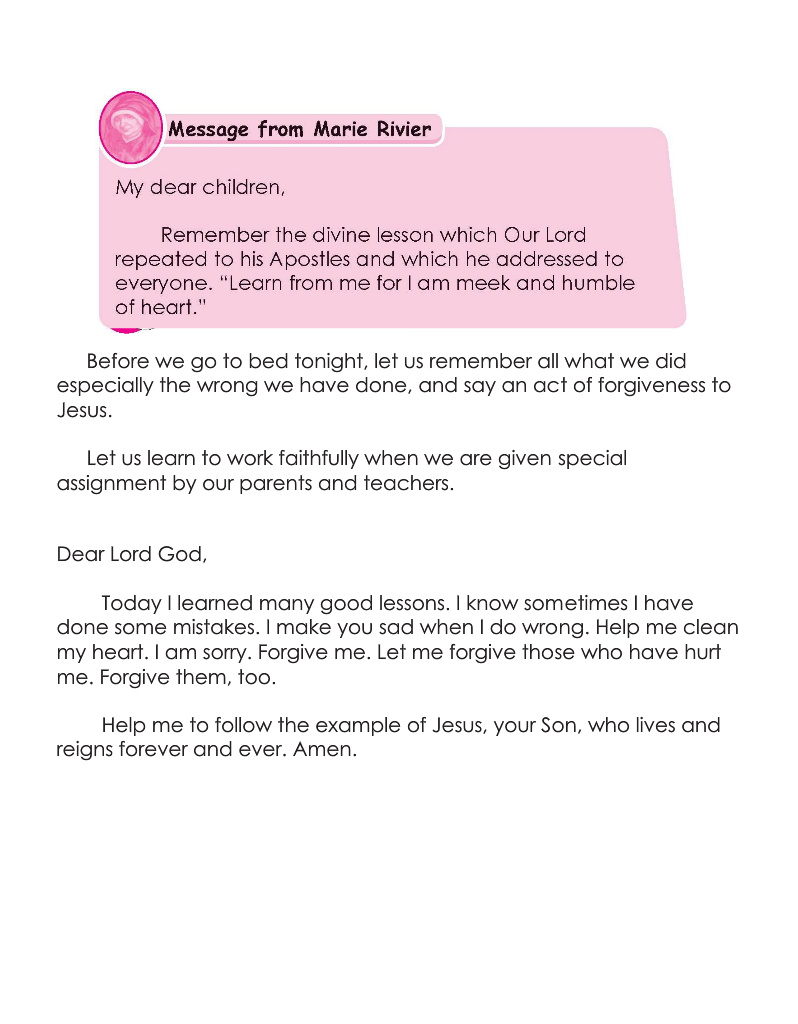 Message from Marie Rivier
My dear children,
Remember the divine lesson which Our Lord
repeated to his Apostles and which he addressed to
everyone. “Learn from me for I am meek and humble
of heart.”
Before we go to bed tonight, let us remember all what we did
especially the wrong we have done, and say an act of forgiveness to
Jesus.
Let us learn to work faithfully when we are given special
assignment by our parents and teachers.
Dear Lord God,
Today I learned many good lessons. I know sometimes I have
done some mistakes. I make you sad when I do wrong. Help me clean
my heart. I am sorry. Forgive me. Let me forgive those who have hurt
me. Forgive them, too.
Help me to follow the example of Jesus, your Son, who lives and
reigns forever and ever. Amen.